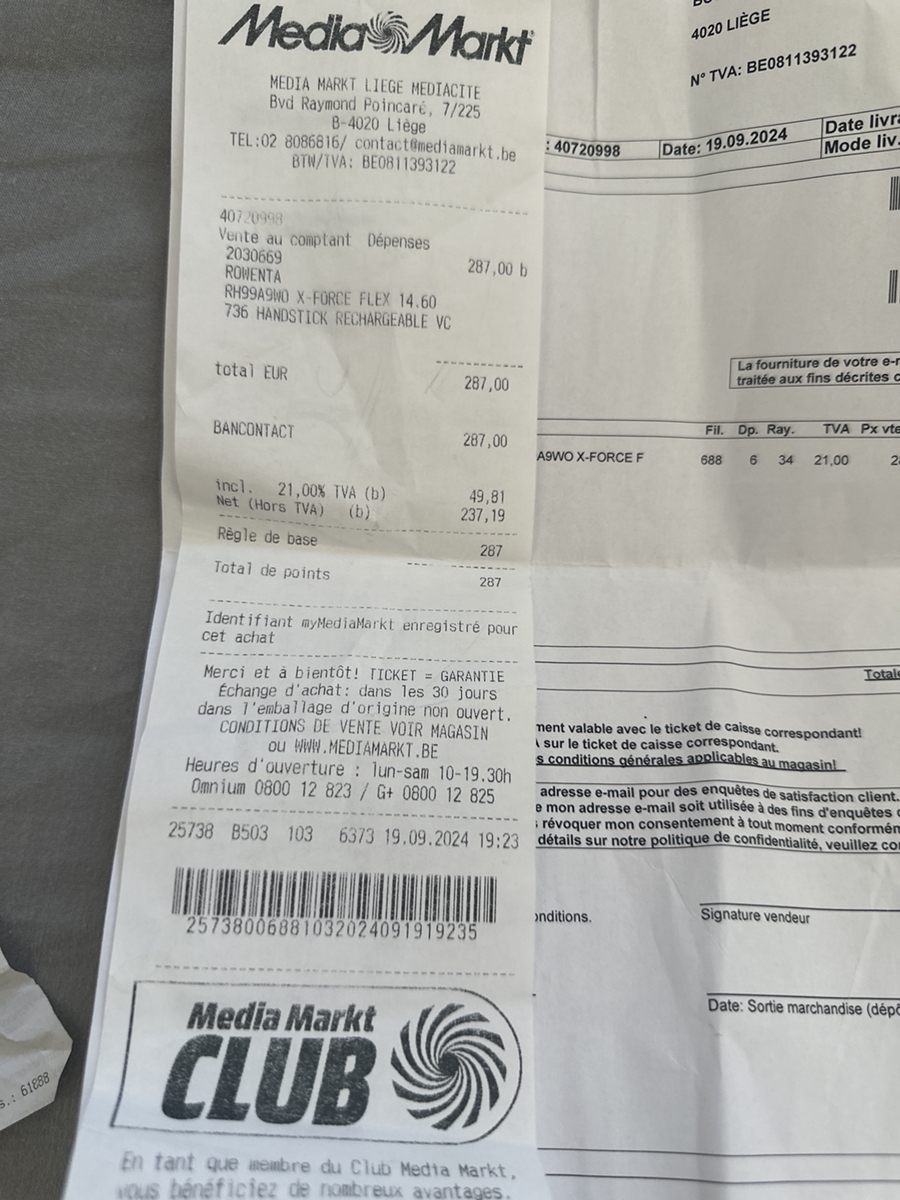 Media Markt
MEDIA MARKT LIEGE MEDIACITE
Bvd Raymond Poincaré, 7/225
B-4020 Liège
TEL:02 8086816/ contact@mediamarkt.be
BTW/TVA: BE0811393122
40720998
Vente au comptant Dépenses
2030669 287,00 b
ROWENTA
RH99A9WO X-FORCE FLEX 14.60
736 HANDSTICK RECHARGEABLE VC
total EUR 287,00
BANCONTACT 287,00
incl. 21,00% TVA (b) 49,81
Net (Hors TVA) (b) 237,19
Règle de base 287
Total de points 287
Identifiant myMediaMarkt enregistré pour
cet achat
Merci et à bientôt! TICKET = GARANTIE
Échange d'achat: dans les 30 jours
dans l'emballage d'origine non ouvert.
CONDITIONS DE VENTE VOIR MAGASIN
ou WWW.MEDIAMARKT.BE
Heures d'ouverture : lun-sam 10-19.30h
Omnium 0800 12 823 / G+ 0800 12 825
25738 B503 103 6373 19.09.2024 19:23
25738006881032024091919235
Media Markt
CLUB
En tant que membre du Club Media Markt,
vous bénéficiez de nombreux avantages.
4020 LIÈGE
N° TVA: BE0811393122
: 40720998 Date: 19.09.2024 Date livra
Mode liv.
La fourniture de votre e-
traitée aux fins décrites
Fil. Dp. Ray. TVA Px vte
A9WO X-FORCE F 688 6 34 21,00 2
Totale
ment valable avec le ticket de caisse correspondant!
sur le ticket de caisse correspondant.
s conditions générales applicables au magasin!
adresse e-mail pour des enquêtes de satisfaction client.
e mon adresse e-mail soit utilisée à des fins d'enquêtes
révoquer mon consentement à tout moment conformém
détails sur notre politique de confidentialité, veuillez co
onditions. Signature vendeur
Date: Sortie marchandise (dépô
s.: 61888